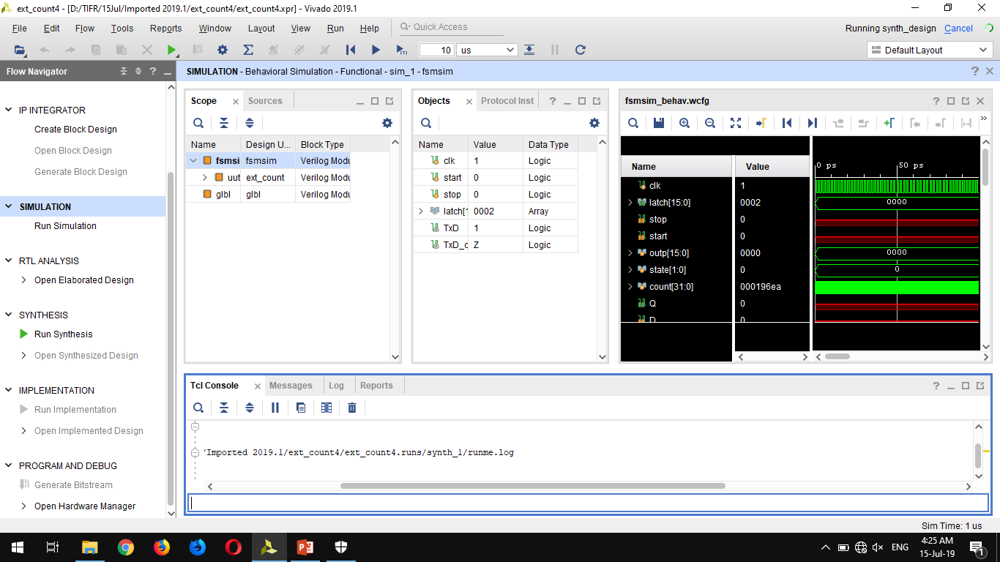 ext_count4 - [D:/TIFR/15Jul/Imported 2019.1/ext_count4/ext_count4.xpr] - Vivado 2019.1
File Edit Flow Tools Reports Window Layout View Run Help Quick Access
Running synth_design Cancel
10 us
Default Layout
Flow Navigator
IP INTEGRATOR
Create Block Design
Open Block Design
Generate Block Design
SIMULATION
Run Simulation
RTL ANALYSIS
Open Elaborated Design
SYNTHESIS
Run Synthesis
Open Synthesized Design
IMPLEMENTATION
Run Implementation
Open Implemented Design
PROGRAM AND DEBUG
Generate Bitstream
Open Hardware Manager
SIMULATION - Behavioral Simulation - Functional - sim_1 - fsmsim
Scope Sources
Name Design U... Block Type
fsmsi fsmsim Verilog Modu
uut ext_count Verilog Modu
glbl glbl Verilog Modu
Objects Protocol Inst
Name Value Data Type
clk 1 Logic
start 0 Logic
stop 0 Logic
latch[1 0002 Array
TxD 1 Logic
TxD_c Z Logic
fsmsim_behav.wcfg
Name Value
0 ps 50 ps
clk 1
latch[15:0] 0002 0000
stop 0
start 0
outp[15:0] 0000 0000
state[1:0] 0 0
count[31:0] 000196ea
Q 0
D 0
Tcl Console Messages Log Reports
/Imported 2019.1/ext_count4/ext_count4.runs/synth_1/runme.log
Sim Time: 1 us
ENG
4:25 AM
15-Jul-19
1